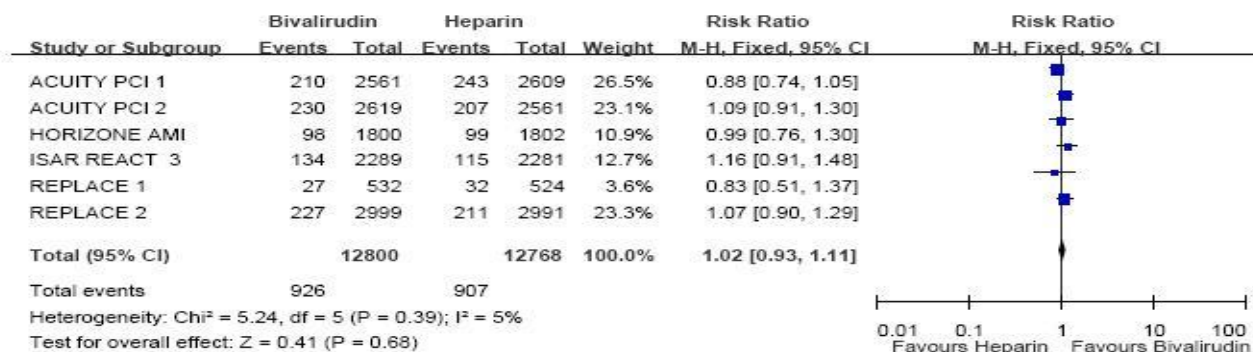 Bivalirudin Heparin Risk Ratio Risk Ratio
Study or Subgroup Events Total Events Total Weight M-H, Fixed, 95% CI M-H, Fixed, 95% CI
ACUITY PCI 1 210 2561 243 2609 26.5% 0.88 [0.74, 1.05]
ACUITY PCI 2 230 2619 207 2561 23.1% 1.09 [0.91, 1.30]
HORIZONE AMI 98 1800 99 1802 10.9% 0.99 [0.76, 1.30]
ISAR REACT 3 134 2289 115 2281 12.7% 1.16 [0.91, 1.48]
REPLACE 1 27 532 32 524 3.6% 0.83 [0.51, 1.37]
REPLACE 2 227 2999 211 2991 23.3% 1.07 [0.90, 1.29]
Total (95% CI) 12800 12768 100.0% 1.02 [0.93, 1.11]
Total events 926 907
Heterogeneity: Chi² = 5.24, df = 5 (P = 0.39); I² = 5%
Test for overall effect: Z = 0.41 (P = 0.68)
0.01 0.1 1 10 100
Favours Heparin Favours Bivalirudin